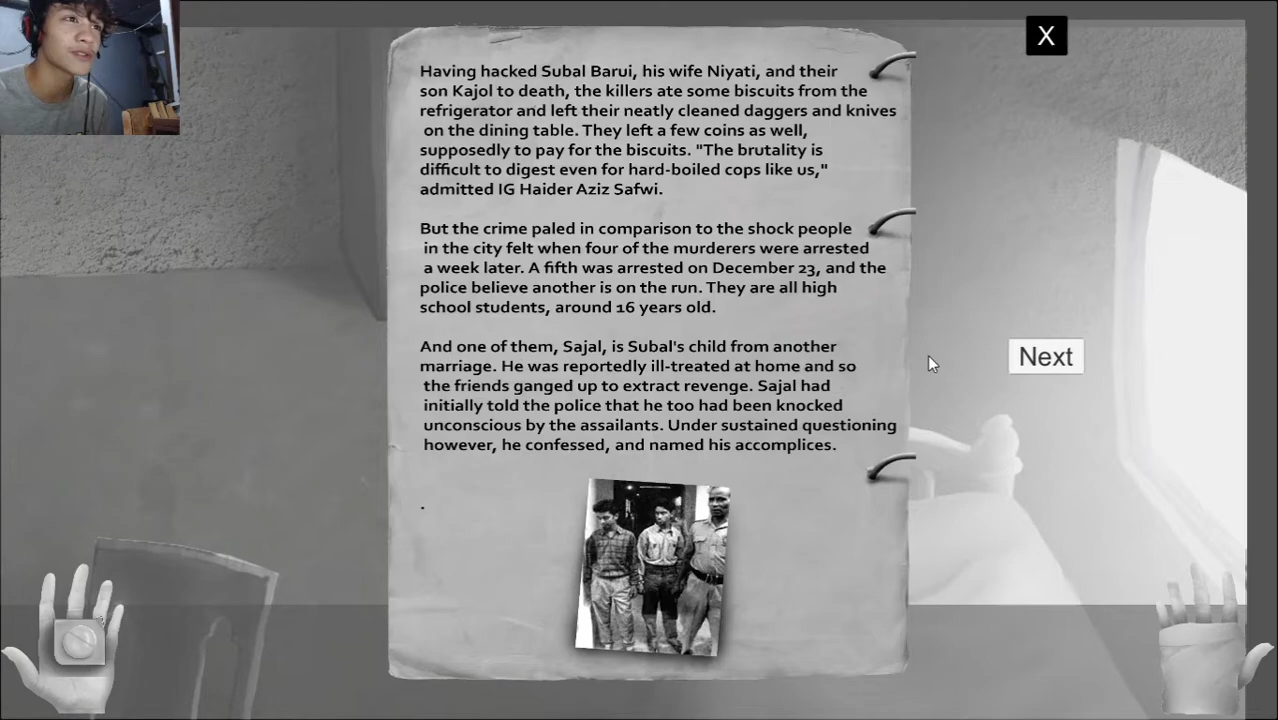 X
Having hacked Subal Barui, his wife Niyati, and their
son Kajol to death, the killers ate some biscuits from the
refrigerator and left their neatly cleaned daggers and knives
on the dining table. They left a few coins as well,
supposedly to pay for the biscuits. "The brutality is
difficult to digest even for hard-boiled cops like us,"
admitted IG Haider Aziz Safwi.
But the crime paled in comparison to the shock people
in the city felt when four of the murderers were arrested
a week later. A fifth was arrested on December 23, and the
police believe another is on the run. They are all high
school students, around 16 years old.
And one of them, Sajal, is Subal's child from another
marriage. He was reportedly ill-treated at home and so
the friends ganged up to extract revenge. Sajal had
initially told the police that he too had been knocked
unconscious by the assailants. Under sustained questioning
however, he confessed, and named his accomplices.
.
Next